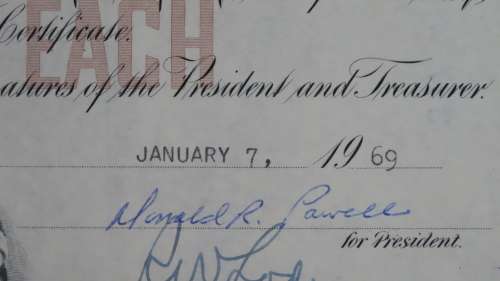 Certificate.
EACH
atures of the President and Treasurer.
JANUARY 7, 1969
Donald R. Powell
for President.